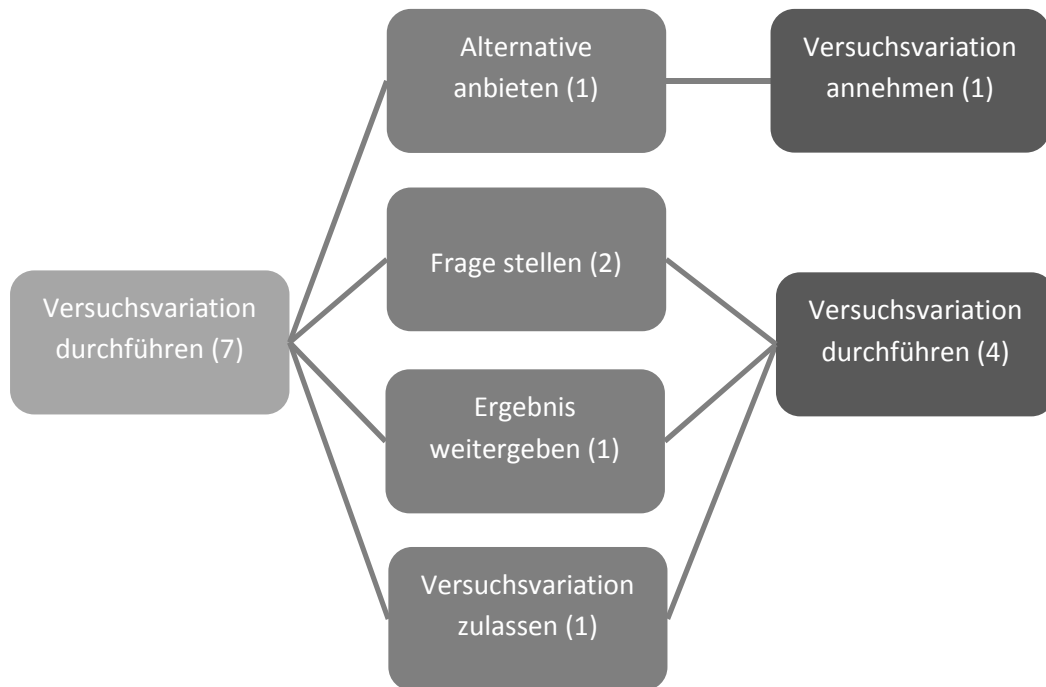 Alternative
anbieten (1)
Versuchsvariation
annehmen (1)
Frage stellen (2)
Versuchsvariation
durchführen (7)
Versuchsvariation
durchführen (4)
Ergebnis
weitergeben (1)
Versuchsvariation
zulassen (1)